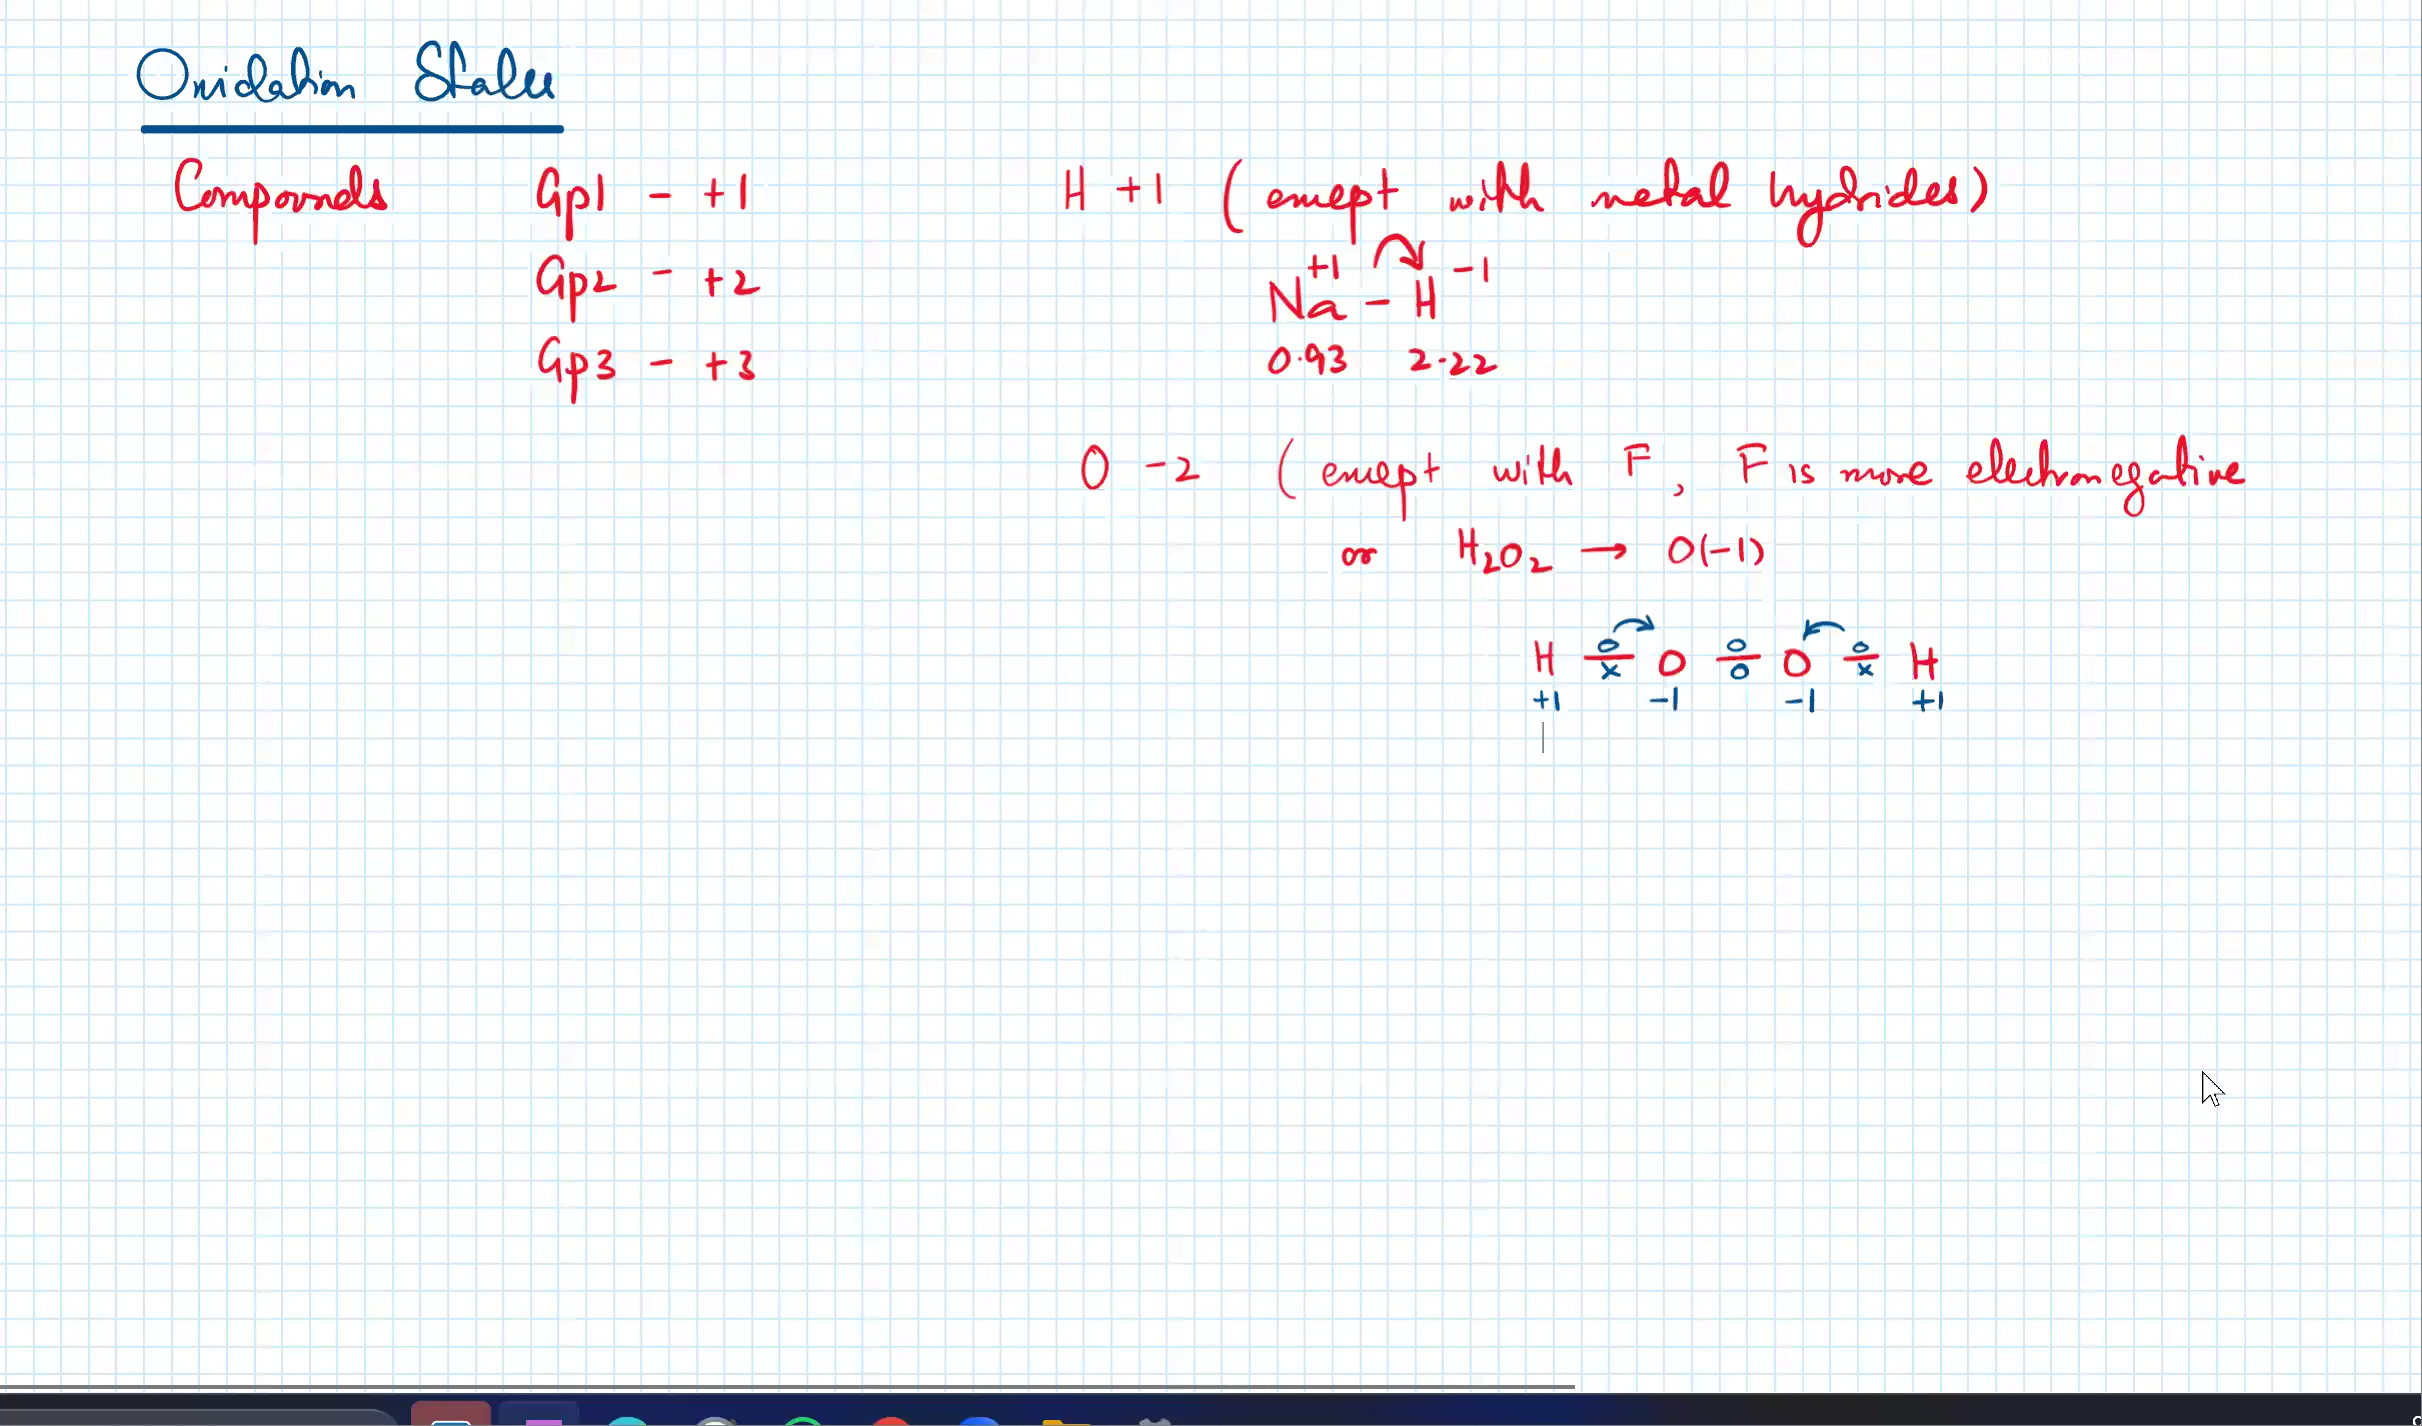 Oxidation States
Compounds Gp1 - +1
Gp2 - +2
Gp3 - +3
H +1 (except with metal hydrides)
+1 -1
Na - H
0.93 2.22
O -2 (except with F, F is more electronegative
or H₂O₂ → O(-1)
H o/x O o/o O o/x H
+1 -1 -1 +1